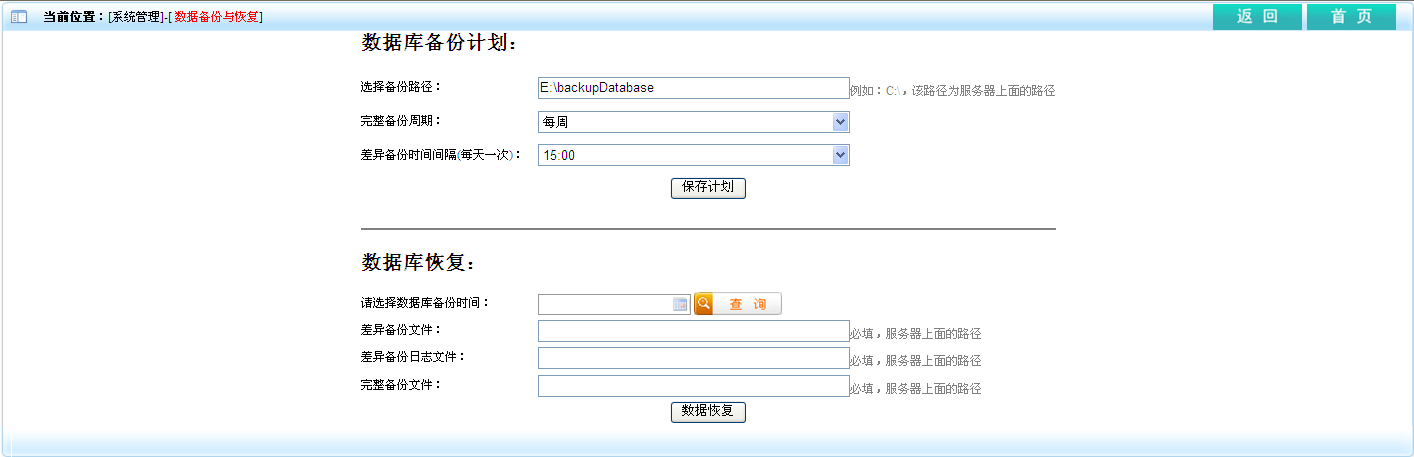 当前位置：[系统管理]-[ 数据备份与恢复]
返 回
首 页
数据库备份计划：
选择备份路径： E:\backupDatabase 例如：C:\，该路径为服务器上面的路径
完整备份周期： 每周
差异备份时间间隔(每天一次)： 15:00
保存计划
数据库恢复：
请选择数据库备份时间： 查 询
差异备份文件： 必填，服务器上面的路径
差异备份日志文件： 必填，服务器上面的路径
完整备份文件： 必填，服务器上面的路径
数据恢复